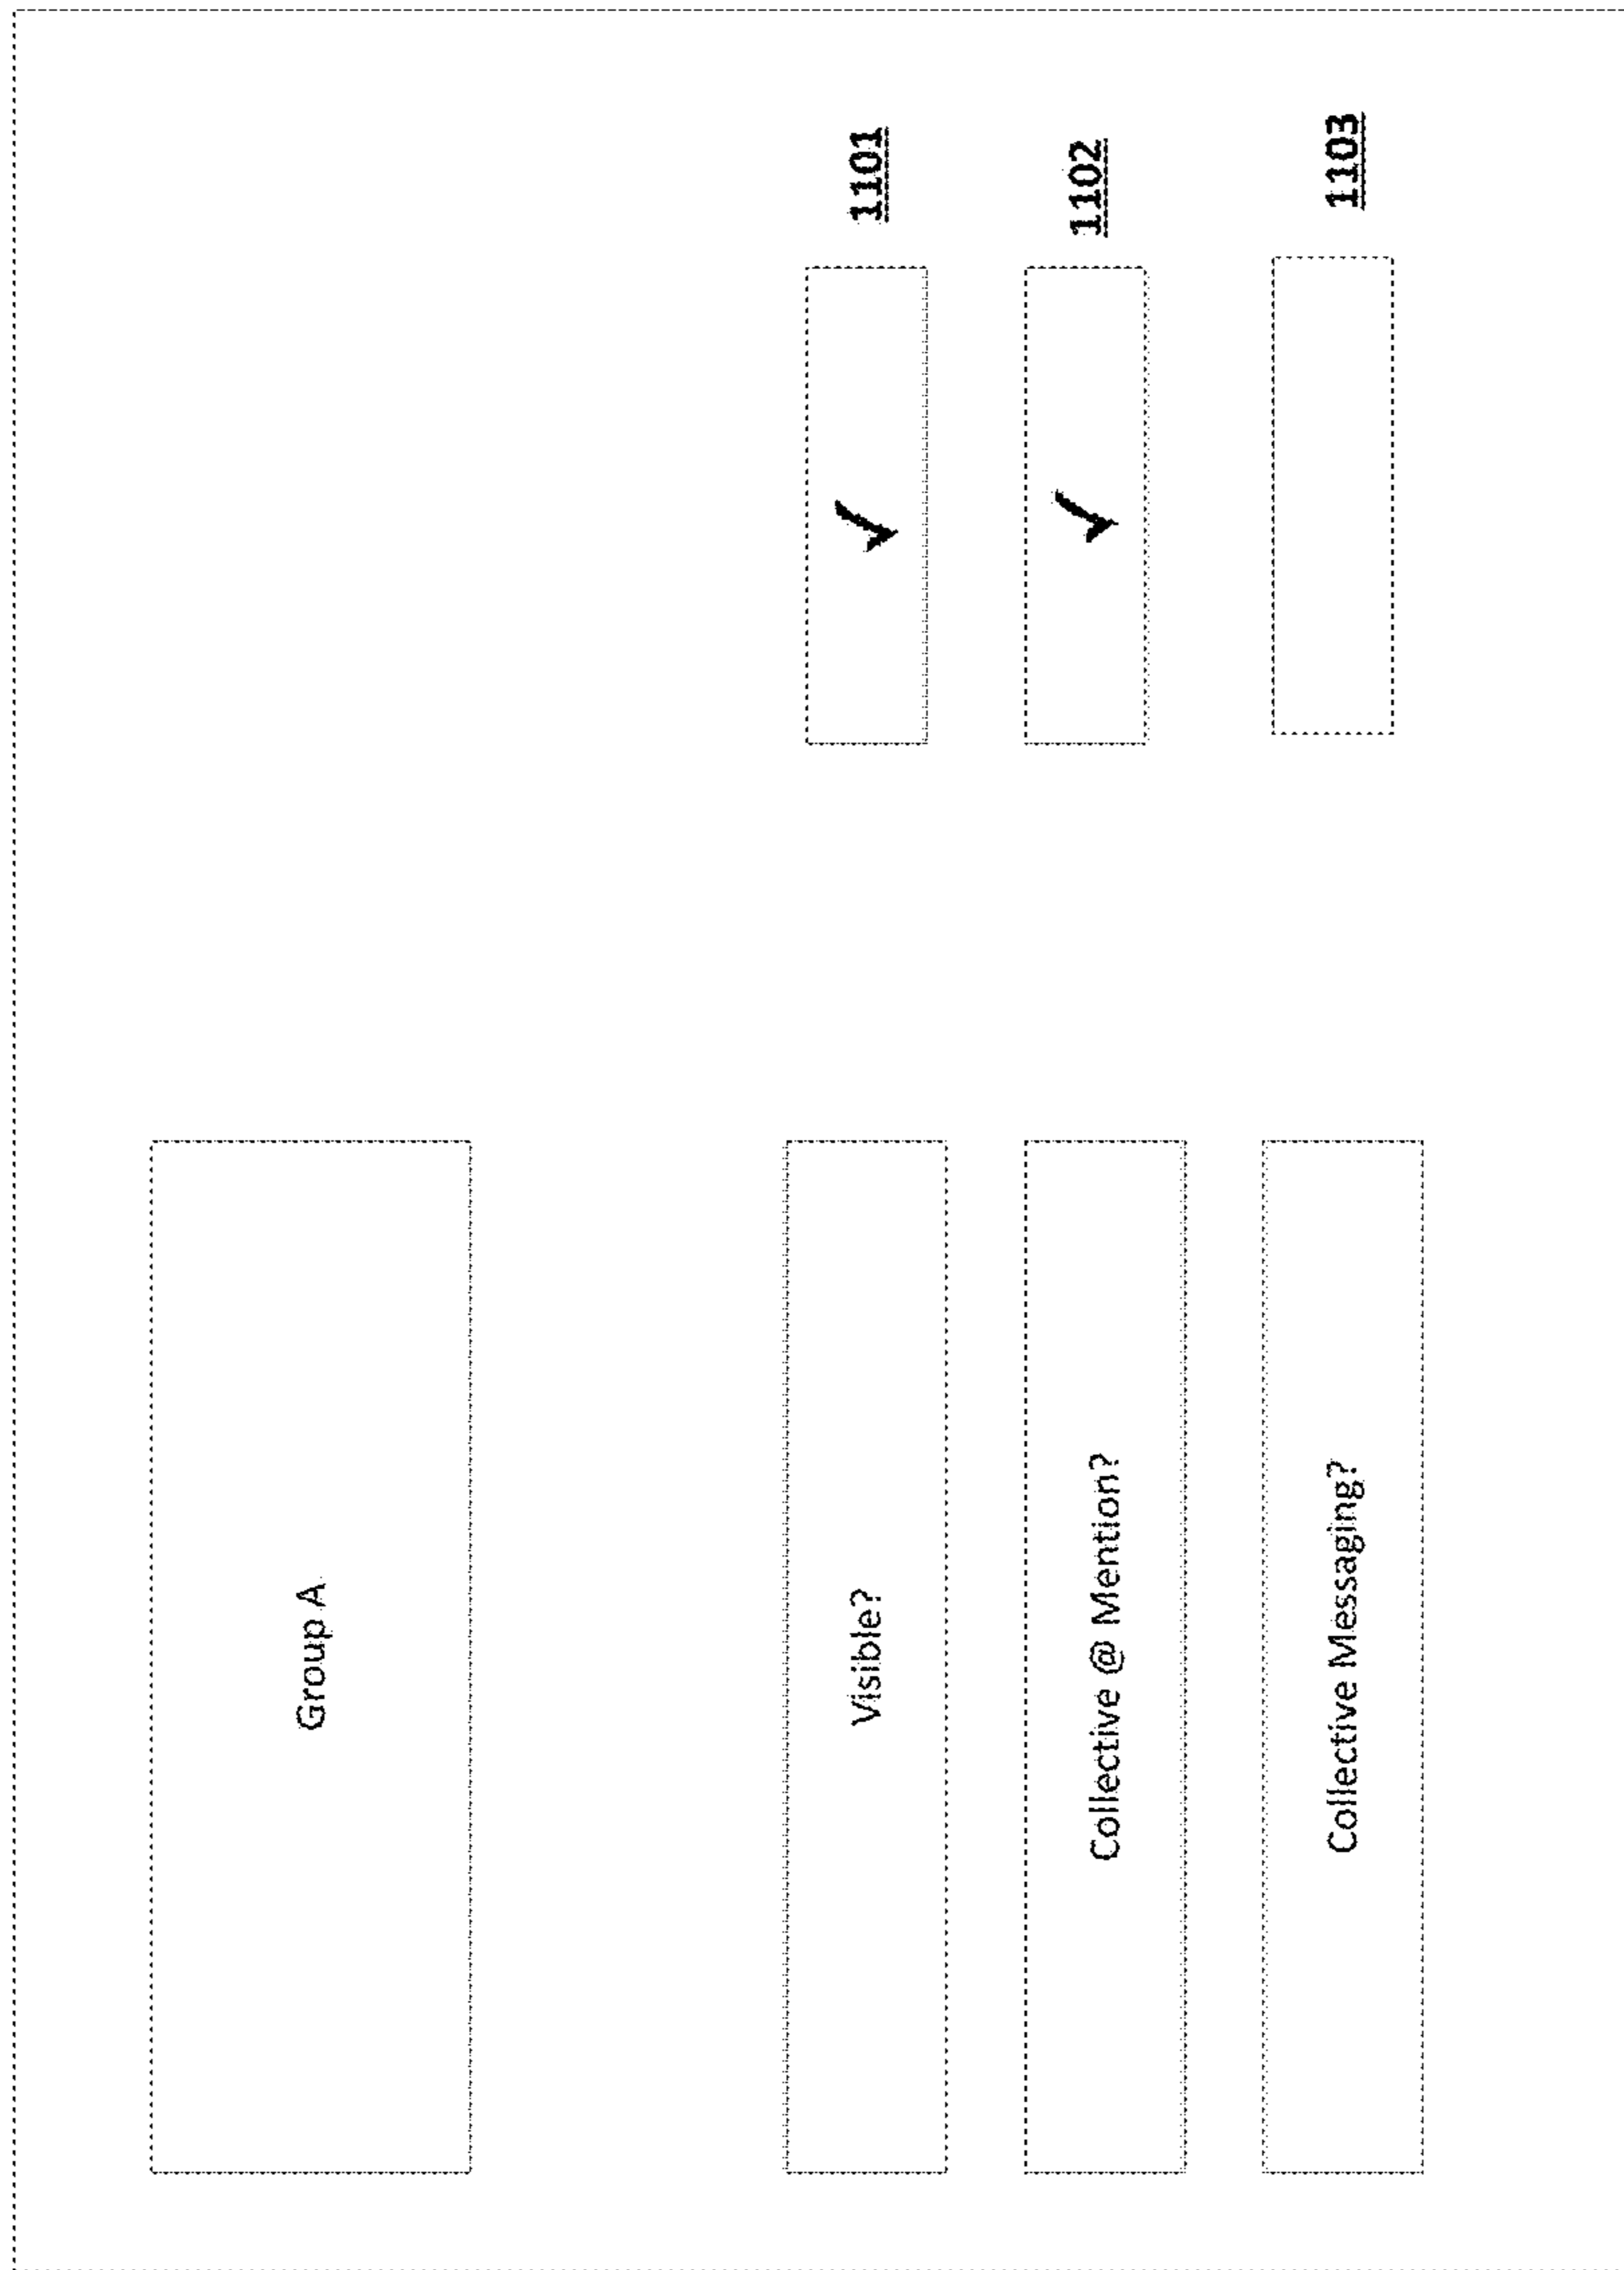 Group A
Visible?
1101
Collective @ Mention?
1102
Collective Messaging?
1103